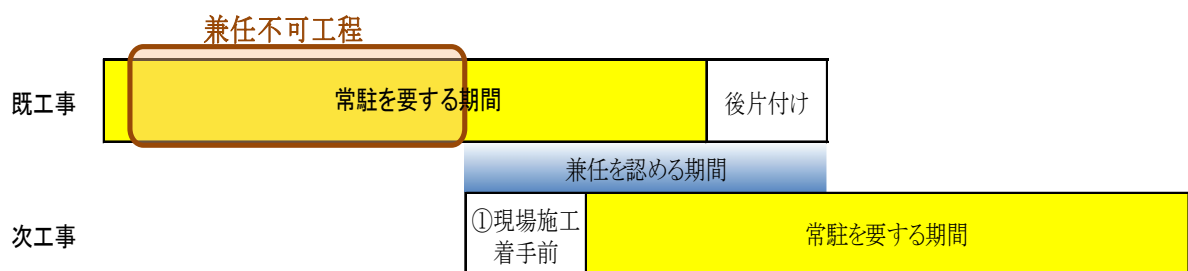 兼任不可工程
既工事
常駐を要する期間
後片付け
兼任を認める期間
次工事
①現場施工
着手前
常駐を要する期間